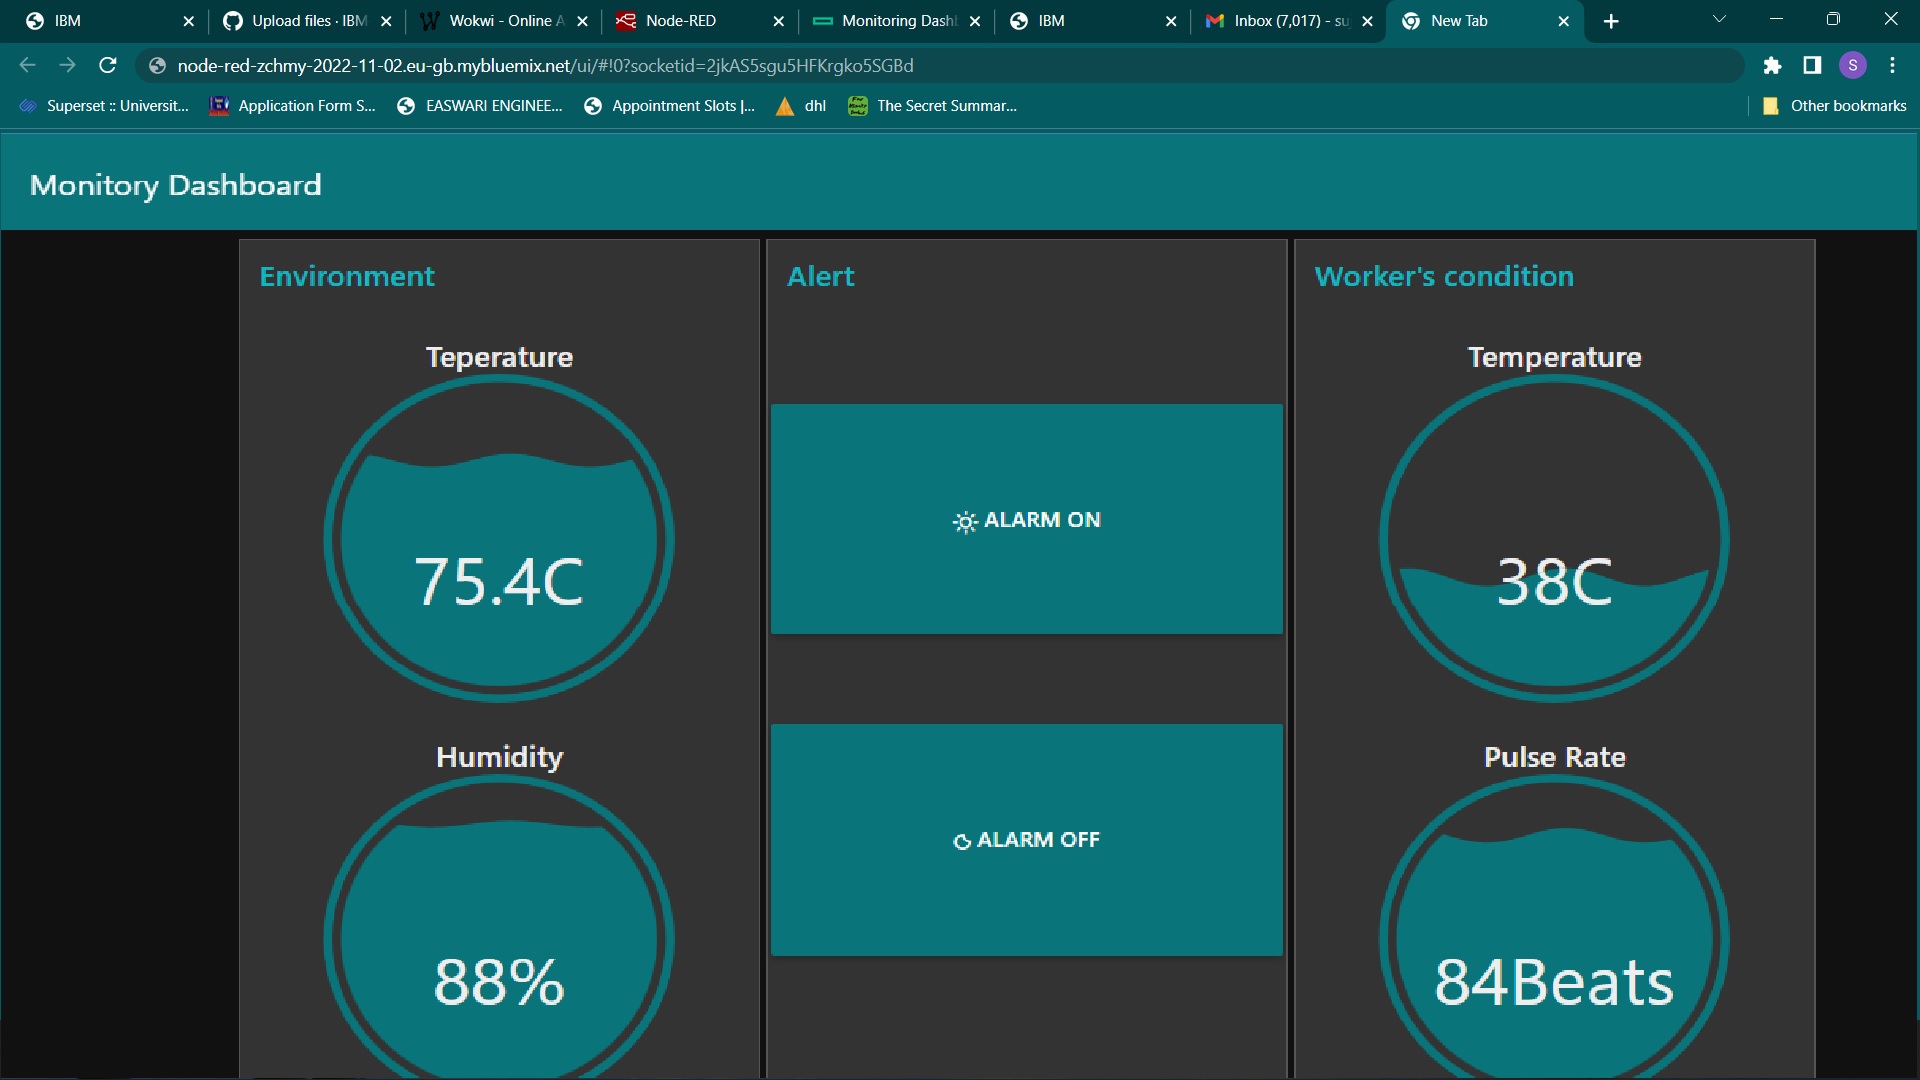 IBM
Upload files · IBM
Wokwi - Online A
Node-RED
Monitoring Dashb
IBM
Inbox (7,017) - su
New Tab
node-red-zchmy-2022-11-02.eu-gb.mybluemix.net/ui/#!0?socketid=2jkAS5sgu5HFKrgko5SGBd
S
Superset :: Universit...
Application Form S...
EASWARI ENGINEE...
Appointment Slots |...
dhl
The Secret Summar...
Other bookmarks
Monitory Dashboard
Environment
Teperature
75.4C
Humidity
88%
Alert
ALARM ON
ALARM OFF
Worker's condition
Temperature
38C
Pulse Rate
84Beats